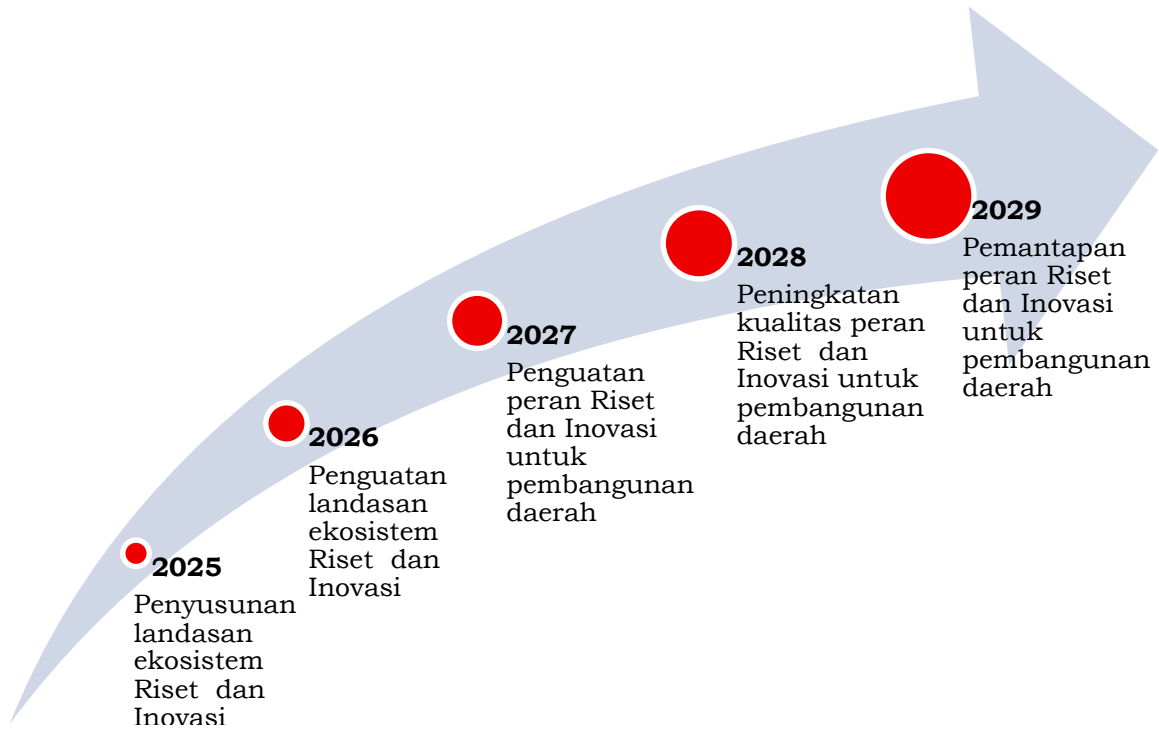 2025
Penyusunan
landasan
ekosistem
Riset dan
Inovasi
2026
Penguatan
landasan
ekosistem
Riset dan
Inovasi
2027
Penguatan
peran Riset
dan Inovasi
untuk
pembangunan
daerah
2028
Peningkatan
kualitas peran
Riset dan
Inovasi untuk
pembangunan
daerah
2029
Pemantapan
peran Riset
dan Inovasi
untuk
pembangunan
daerah